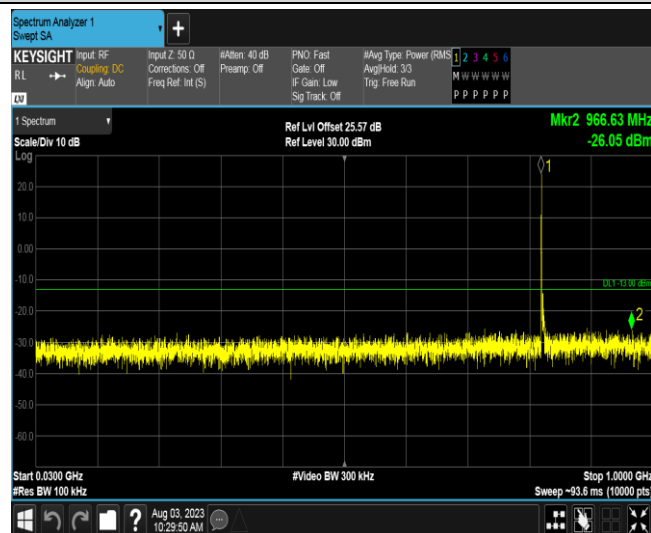 Spectrum Analyzer 1
Swept SA
+
KEYSIGHT
RL
Input: RF
Coupling: DC
Align: Auto
Input Z: 50 Ω
Corrections: Off
Freq Ref: Int (S)
#Atten: 40 dB
Preamp: Off
PNO: Fast
Gate: Off
IF Gain: Low
Sig Track: Off
#Avg Type: Power (RMS
Avg|Hold: 3/3
Trig: Free Run
1 2 3 4 5 6
M W W W W W
P P P P P P
1 Spectrum
Scale/Div 10 dB
Log
Ref Lvl Offset 25.57 dB
Ref Level 30.00 dBm
Mkr2 966.63 MHz
-26.05 dBm
1
20.0
10.0
0.00
-10.0
DL1 -13.00 dBm
-20.0
2
-30.0
-40.0
-50.0
-60.0
Start 0.0300 GHz
#Res BW 100 kHz
#Video BW 300 kHz
Stop 1.0000 GHz
Sweep ~93.6 ms (10000 pts)
?
Aug 03, 2023
10:29:50 AM